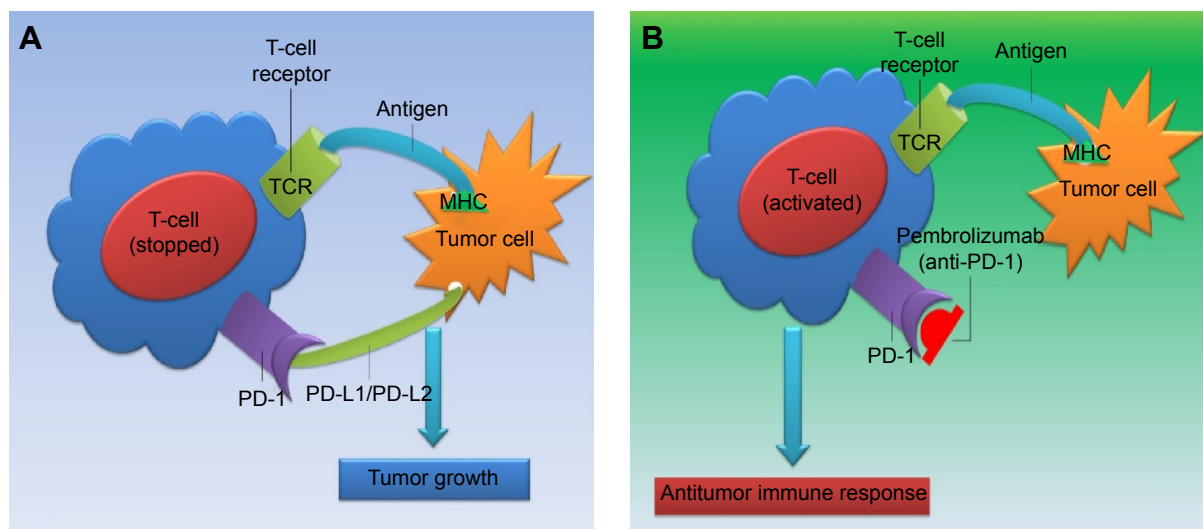 A
T-cell
receptor
Antigen
TCR
MHC
T-cell
(stopped)
Tumor cell
PD-1
PD-L1/PD-L2
Tumor growth
B
T-cell
receptor
Antigen
TCR
MHC
T-cell
(activated)
Tumor cell
Pembrolizumab
(anti-PD-1)
PD-1
Antitumor immune response